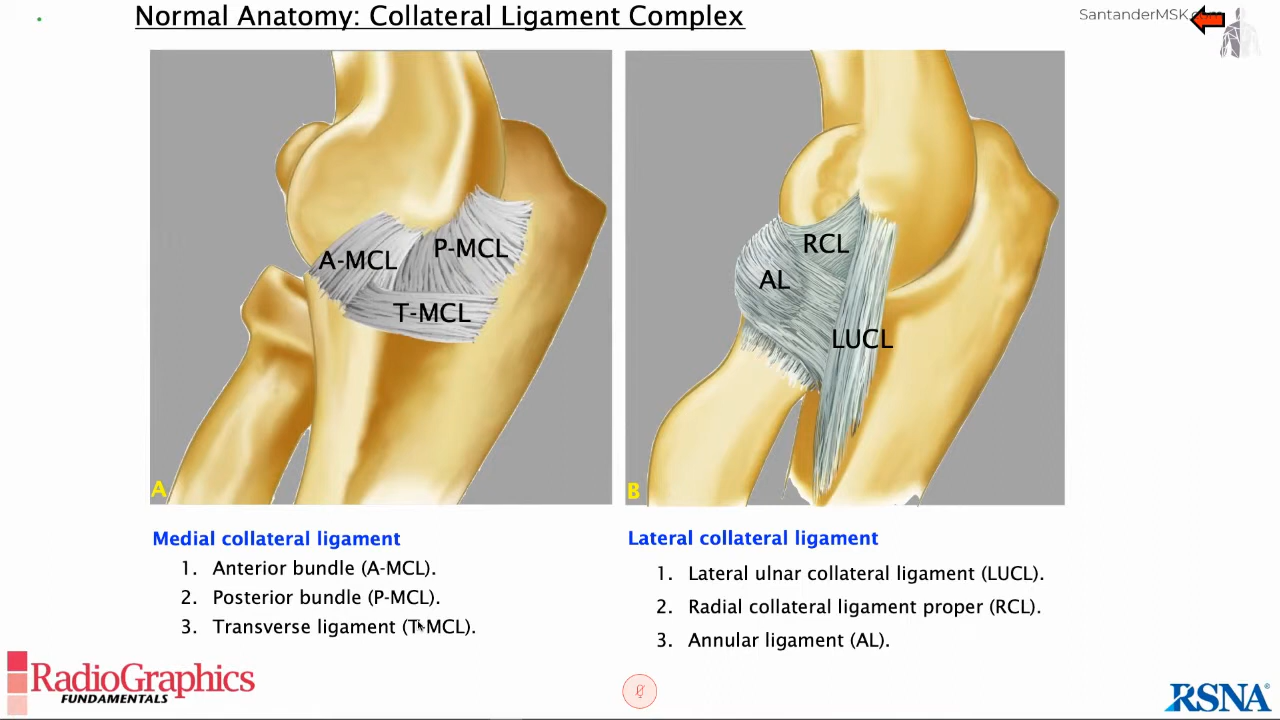 Normal Anatomy: Collateral Ligament Complex
A-MCL
P-MCL
T-MCL
A
RCL
AL
LUCL
B
Medial collateral ligament
1. Anterior bundle (A-MCL).
2. Posterior bundle (P-MCL).
3. Transverse ligament (T-MCL).
Lateral collateral ligament
1. Lateral ulnar collateral ligament (LUCL).
2. Radial collateral ligament proper (RCL).
3. Annular ligament (AL).
RadioGraphics
FUNDAMENTALS
RSNA®